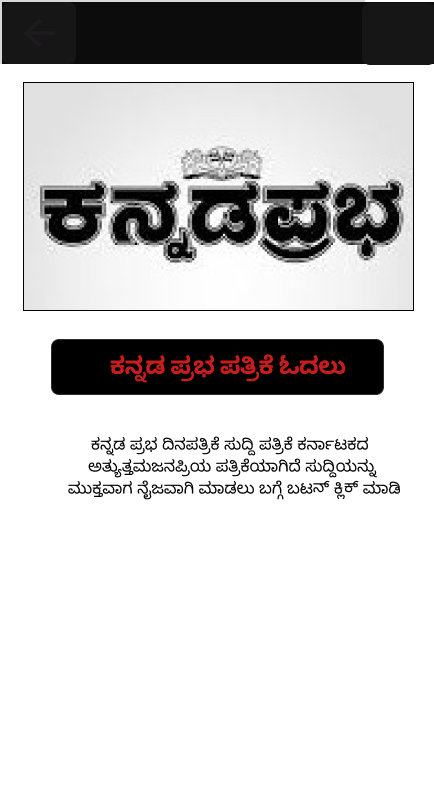 ಕನ್ನಡಪ್ರಭ
ಕನ್ನಡ ಪ್ರಭ ಪತ್ರಿಕೆ ಓದಲು
ಕನ್ನಡ ಪ್ರಭ ದಿನಪತ್ರಿಕೆ ಸುದ್ದಿ ಪತ್ರಿಕೆ ಕರ್ನಾಟಕದ
ಅತ್ಯುತ್ತಮಜನಪ್ರಿಯ ಪತ್ರಿಕೆಯಾಗಿದೆ ಸುದ್ದಿಯನ್ನು
ಮುಕ್ತವಾಗ ನೈಜವಾಗಿ ಮಾಡಲು ಬಗ್ಗೆ ಬಟನ್ ಕ್ಲಿಕ್ ಮಾಡಿ